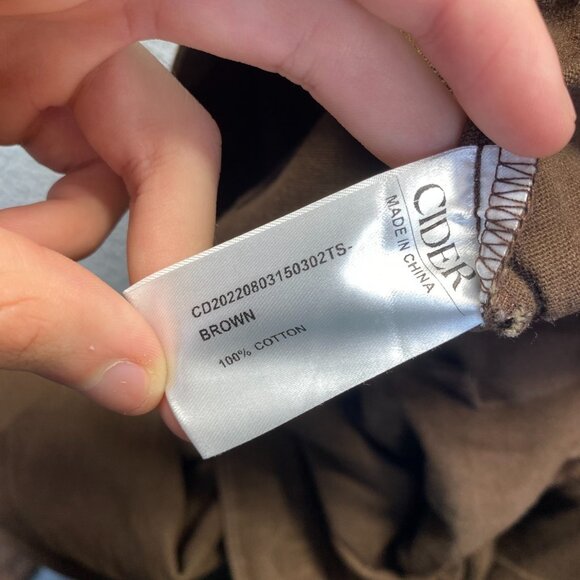 CIDER
MADE IN CHINA
CD20220803150302TS-
BROWN
100% COTTON